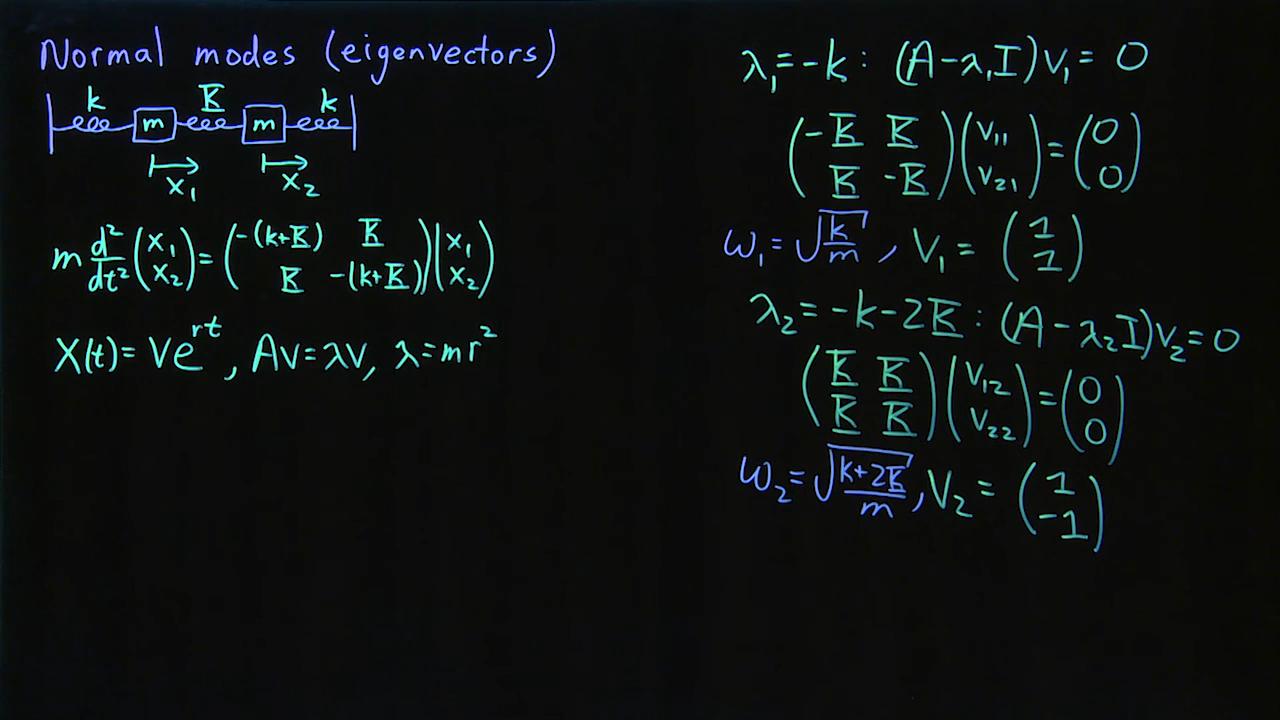 Normal modes (eigenvectors)
k K k
m m
x₁ x₂
m d²/dt² (x₁ x₂) = (-(k+K) K K -(k+K)) (x₁ x₂)
X(t) = Ve^{rt}, Av = λv, λ = mr²
λ₁ = -k : (A - λ₁I)v₁ = 0
(-K K K -K) (v₁₁ v₂₁) = (0 0)
ω₁ = √(k/m), V₁ = (1 1)
λ₂ = -k - 2K : (A - λ₂I)v₂ = 0
(K K K K) (v₁₂ v₂₂) = (0 0)
ω₂ = √((k+2K)/m), V₂ = (1 -1)